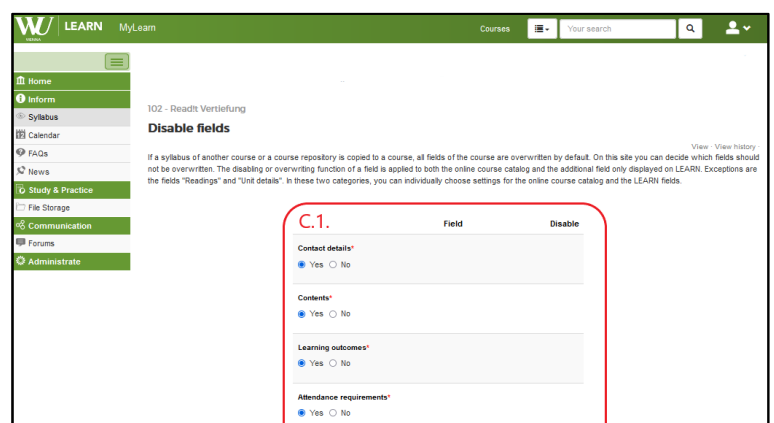 WU LEARN MyLearn Courses Your search
VIENNA
Home
Inform
Syllabus
Calendar
FAQs
News
Study & Practice
File Storage
Communication
Forums
Administrate
102 - Read!t Vertiefung
Disable fields
View · View history ·
If a syllabus of another course or a course repository is copied to a course, all fields of the course are overwritten by default. On this site you can decide which fields should
not be overwritten. The disabling or overwriting function of a field is applied to both the online course catalog and the additional field only displayed on LEARN. Exceptions are
the fields "Readings" and "Unit details". In these two categories, you can individually choose settings for the online course catalog and the LEARN fields.
C.1. Field Disable
Contact details*
Yes No
Contents*
Yes No
Learning outcomes*
Yes No
Attendance requirements*
Yes No